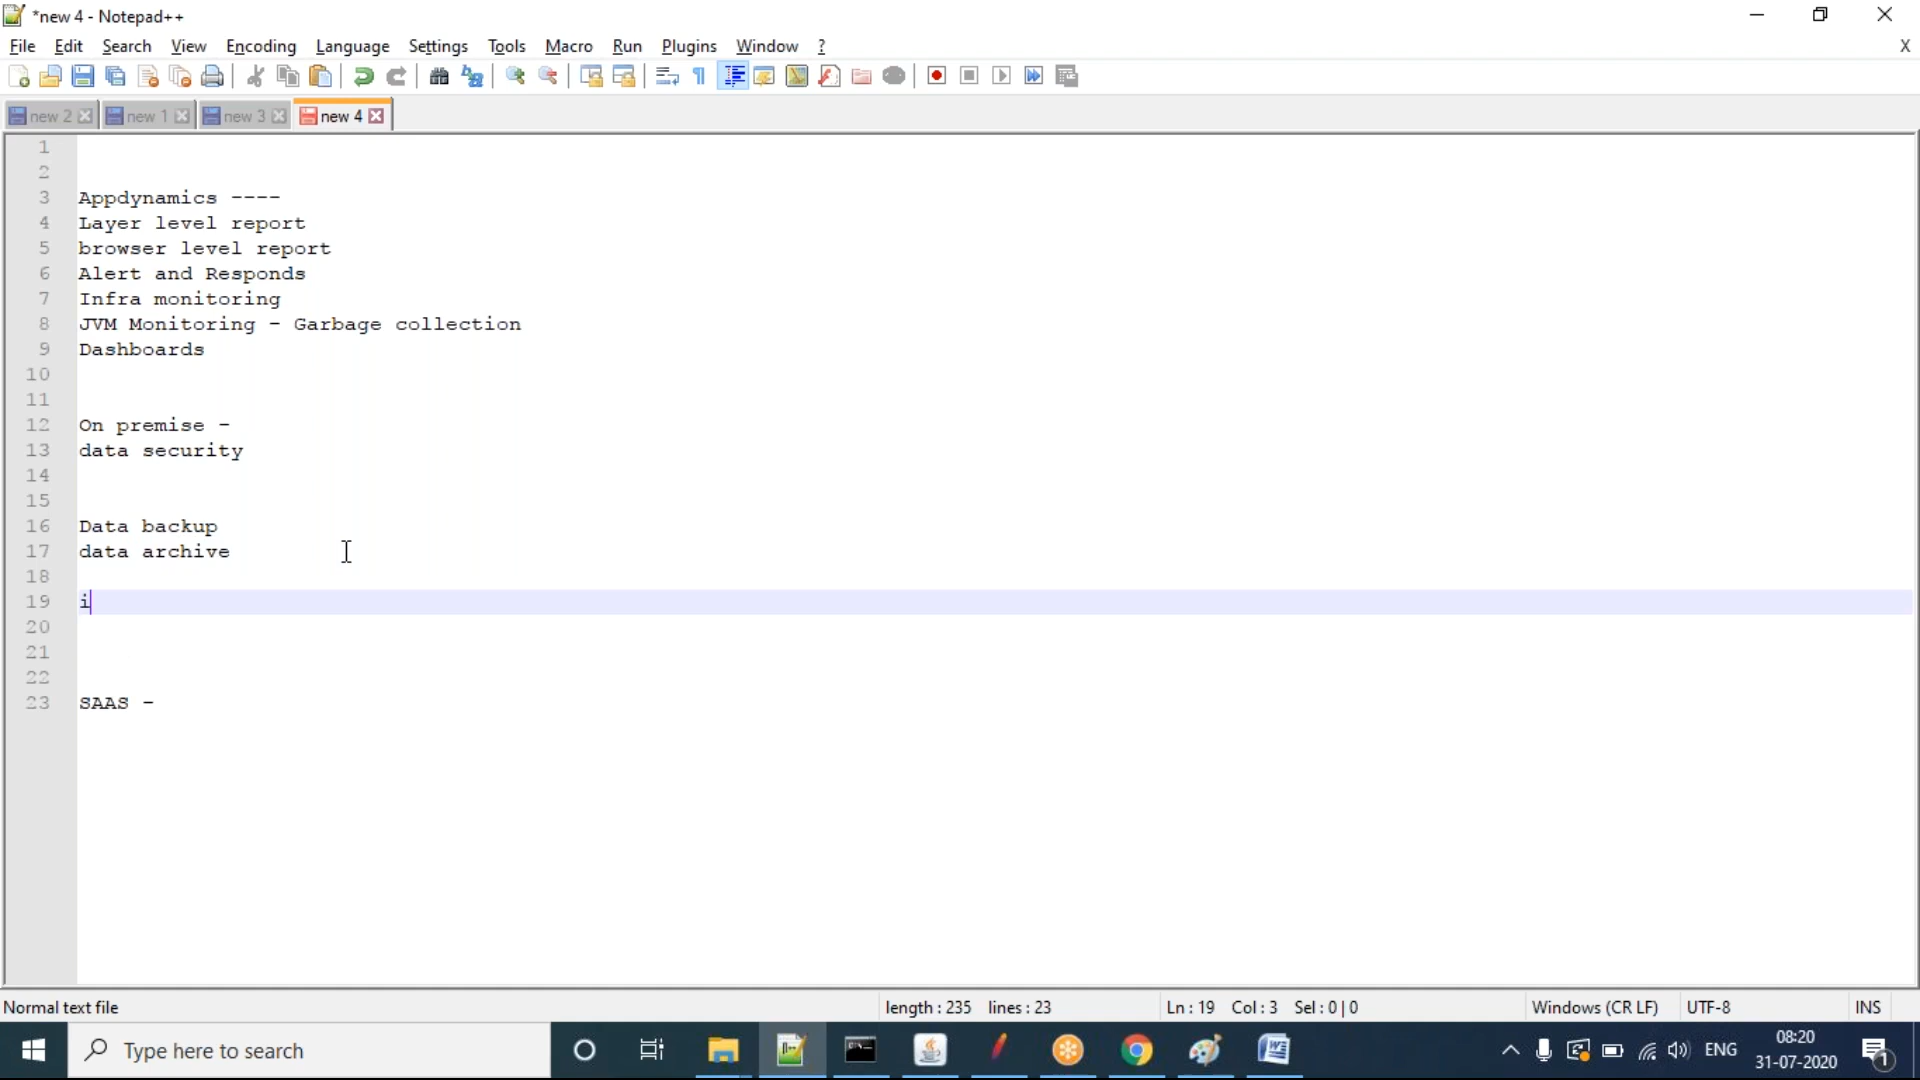 *new 4 - Notepad++
File Edit Search View Encoding Language Settings Tools Macro Run Plugins Window ?
X
new 2 new 1 new 3 new 4
1
2
3 Appdynamics ----
4 Layer level report
5 browser level report
6 Alert and Responds
7 Infra monitoring
8 JVM Monitoring - Garbage collection
9 Dashboards
10
11
12 On premise -
13 data security
14
15
16 Data backup
17 data archive
18
19 i
20
21
22
23 SAAS -
Normal text file length : 235 lines : 23 Ln : 19 Col : 3 Sel : 0 | 0 Windows (CR LF) UTF-8 INS
Type here to search
ENG
08:20
31-07-2020
1